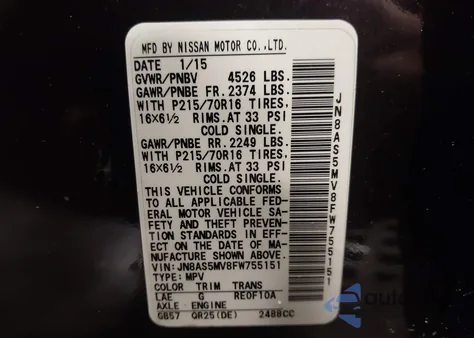 MFD BY NISSAN MOTOR CO.,LTD.
DATE 1/15
GVWR/PNBV 4526 LBS.
GAWR/PNBE FR. 2374 LBS.
WITH P215/70R16 TIRES,
16X6½ RIMS. AT 33 PSI
COLD SINGLE.
GAWR/PNBE RR. 2249 LBS.
WITH P215/70R16 TIRES,
16X6½ RIMS. AT 33 PSI
COLD SINGLE.
THIS VEHICLE CONFORMS
TO ALL APPLICABLE FED-
ERAL MOTOR VEHICLE SA-
FETY AND THEFT PREVEN-
TION STANDARDS IN EFF-
ECT ON THE DATE OF MAN-
UFACTURE SHOWN ABOVE.
VIN: JN8AS5MV8FW755151
TYPE: MPV
COLOR TRIM TRANS
LAE G RE0F10A
AXLE ENGINE
GB57 QR25(DE) 2488CC
JN8AS5MV8FW755151